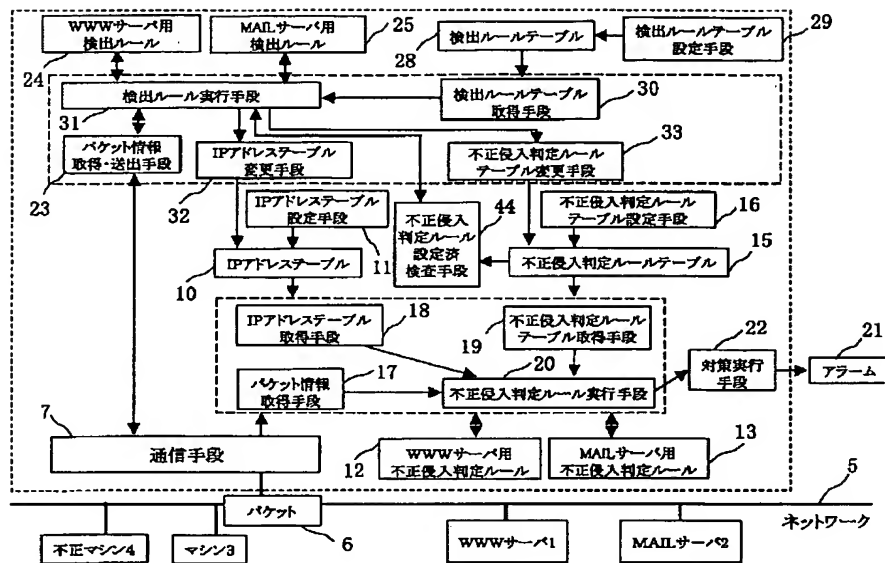 WWWサーバ用
検出ルール
24
MAILサーバ用
検出ルール
25
検出ルールテーブル
28
検出ルールテーブル
設定手段
29
検出ルール実行手段
31
検出ルールテーブル
取得手段
30
パケット情報
取得・送出手段
23
IPアドレステーブル
変更手段
32
不正侵入判定ルール
テーブル変更手段
33
IPアドレステーブル
設定手段
11
不正侵入
判定ルール
設定済
検査手段
44
不正侵入判定ルール
テーブル設定手段
16
IPアドレステーブル
10
不正侵入判定ルールテーブル
15
IPアドレステーブル
取得手段
18
不正侵入判定ルール
テーブル取得手段
19
パケット情報
取得手段
17
不正侵入判定ルール実行手段
20
対策実行
手段
22
アラーム
21
通信手段
7
WWWサーバ用
不正侵入判定ルール
12
MAILサーバ用
不正侵入判定ルール
13
パケット
6
5
ネットワーク
不正マシン4
マシン3
WWWサーバ1
MAILサーバ2